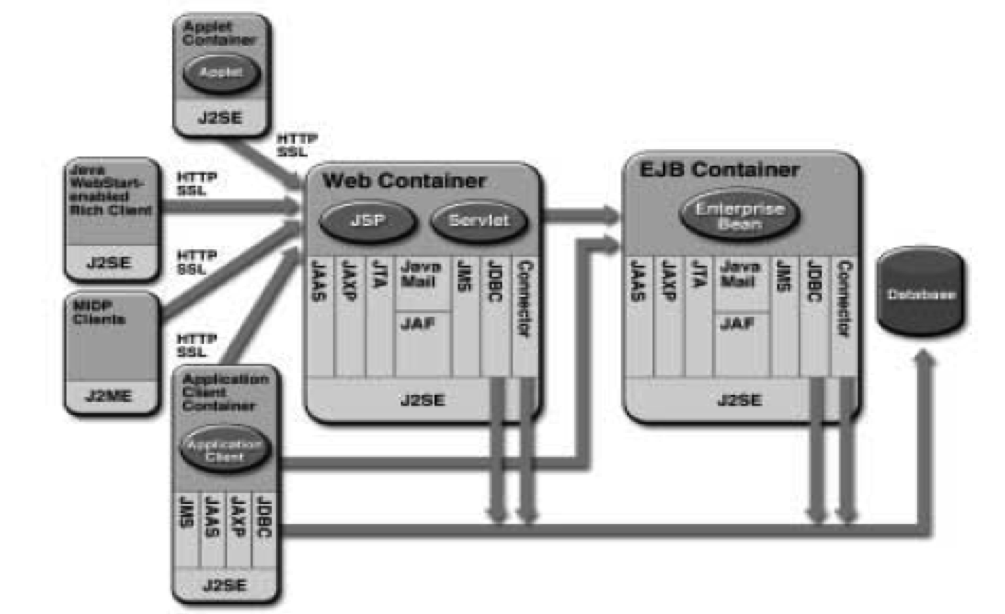 Applet
Container
Applet
J2SE
HTTP
SSL
Java
WebStart-
enabled
Rich Client
J2SE
HTTP
SSL
MIDP
Clients
J2ME
HTTP
SSL
HTTP
SSL
Application
Client
Container
Application
Client
JMS
JAAS
JAXP
JDBC
J2SE
Web Container
JSP
Servlet
JAAS
JAXP
JTA
Java
Mail
JAF
JMS
JDBC
Connector
J2SE
EJB Container
Enterprise
Bean
JAAS
JAXP
JTA
Java
Mail
JAF
JMS
JDBC
Connector
J2SE
Database